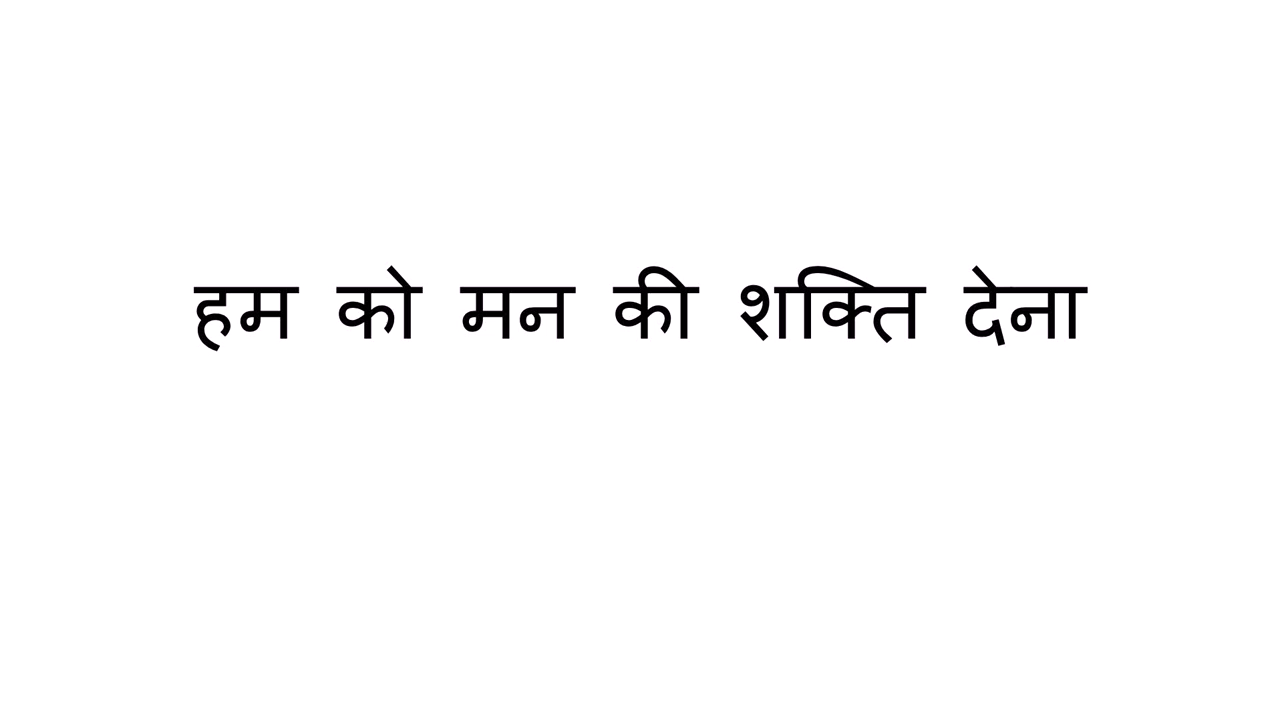 हम को मन की शक्ति देना